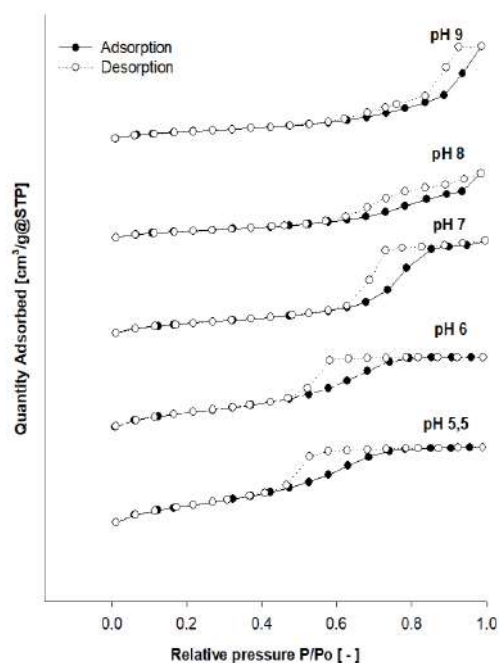 Adsorption
Desorption
pH 9
pH 8
pH 7
pH 6
pH 5,5
Quantity Adsorbed [cm³/g@STP]
0.0 0.2 0.4 0.6 0.8 1.0
Relative pressure P/Po [ - ]